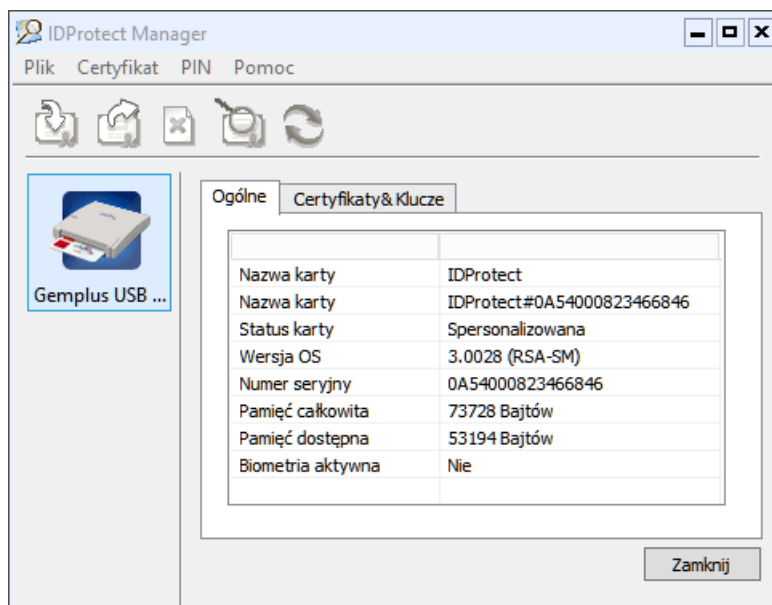 IDProtect Manager
Plik Certyfikat PIN Pomoc
Gemplus USB ...
Ogólne Certyfikaty& Klucze
Nazwa karty IDProtect
Nazwa karty IDProtect#0A54000823466846
Status karty Spersonalizowana
Wersja OS 3.0028 (RSA-SM)
Numer seryjny 0A54000823466846
Pamięć całkowita 73728 Bajtów
Pamięć dostępna 53194 Bajtów
Biometria aktywna Nie
Zamknij